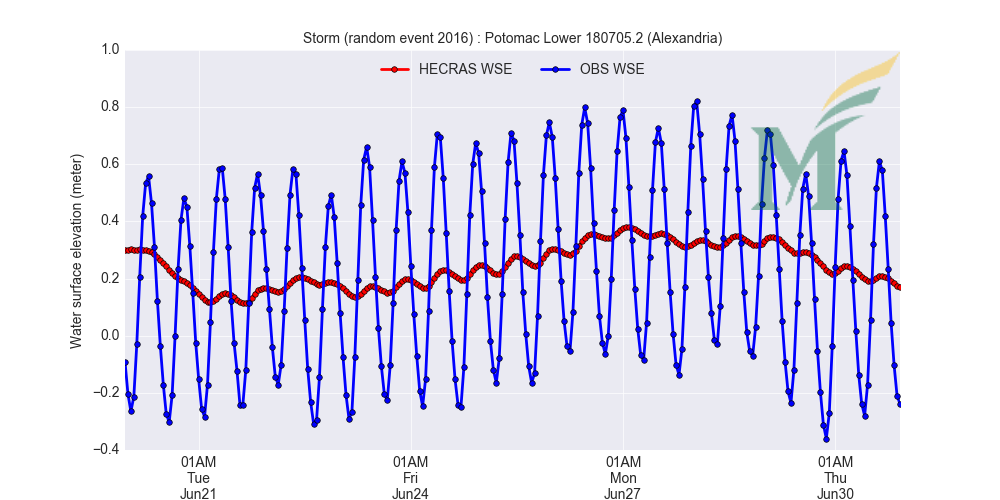 Storm (random event 2016) : Potomac Lower 180705.2 (Alexandria)
HECRAS WSE OBS WSE
Water surface elevation (meter)
1.0
0.8
0.6
0.4
0.2
0.0
−0.2
−0.4
01AM 01AM 01AM 01AM
Tue Fri Mon Thu
Jun21 Jun24 Jun27 Jun30
M